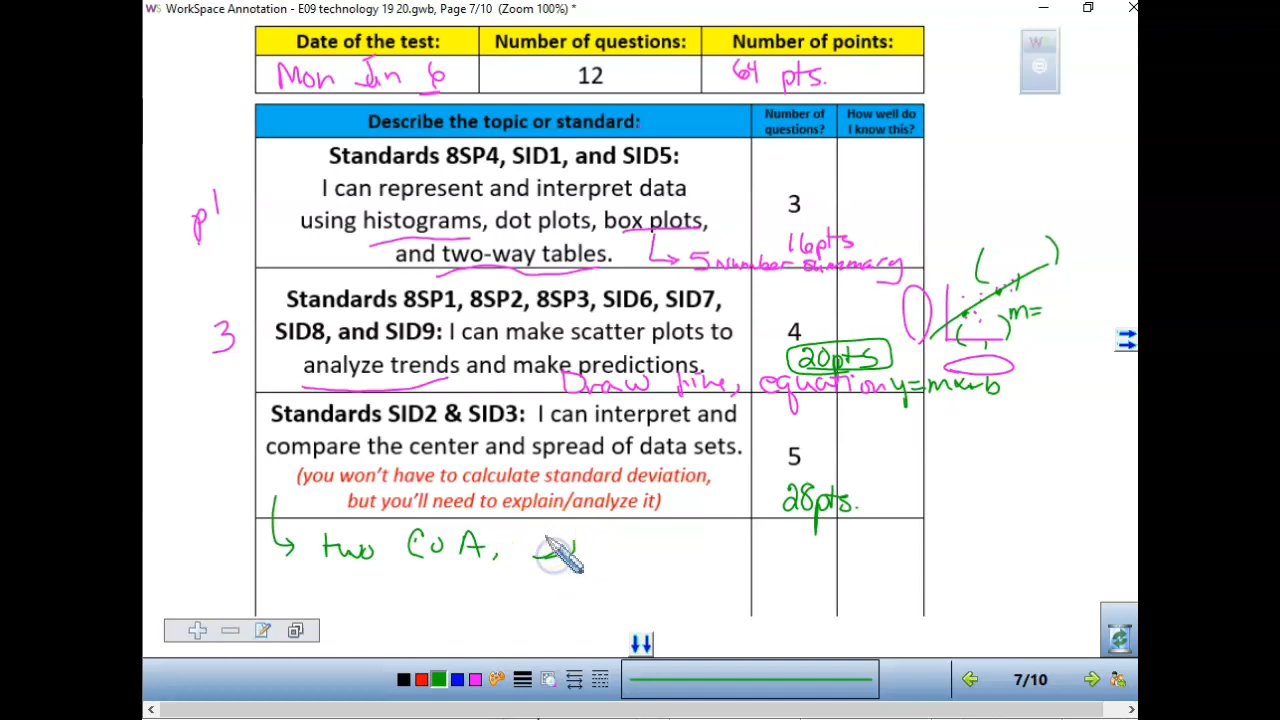 WorkSpace Annotation - E09 technology 19 20.gwb, Page 7/10 (Zoom 100%) *
Date of the test: Number of questions: Number of points:
Mon Jan 6 12 64 pts.
Describe the topic or standard: Number of questions? How well do I know this?
Standards 8SP4, SID1, and SID5:
I can represent and interpret data
using histograms, dot plots, box plots,
and two-way tables.
p1
3
16pts
5 Number Summary
Standards 8SP1, 8SP2, 8SP3, SID6, SID7,
SID8, and SID9: I can make scatter plots to
analyze trends and make predictions.
3
4
20pts
m=
Draw line, equation y=mx+b
Standards SID2 & SID3: I can interpret and
compare the center and spread of data sets.
(you won't have to calculate standard deviation,
but you'll need to explain/analyze it)
5
28pts.
two CoA,
7/10